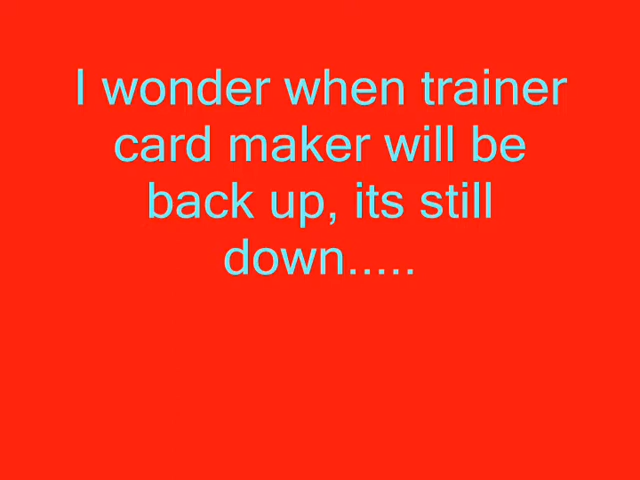 I wonder when trainer
card maker will be
back up, its still
down.....